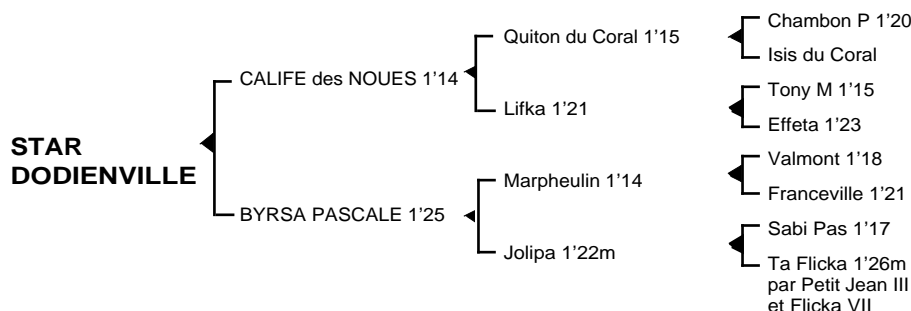 STAR
DODIENVILLE
CALIFE des NOUES 1’14
BYRSA PASCALE 1’25
Quiton du Coral 1’15
Lifka 1’21
Marpheulin 1’14
Jolipa 1’22m
Chambon P 1’20
Isis du Coral
Tony M 1’15
Effeta 1’23
Valmont 1’18
Franceville 1’21
Sabi Pas 1’17
Ta Flicka 1’26m
par Petit Jean III
et Flicka VII